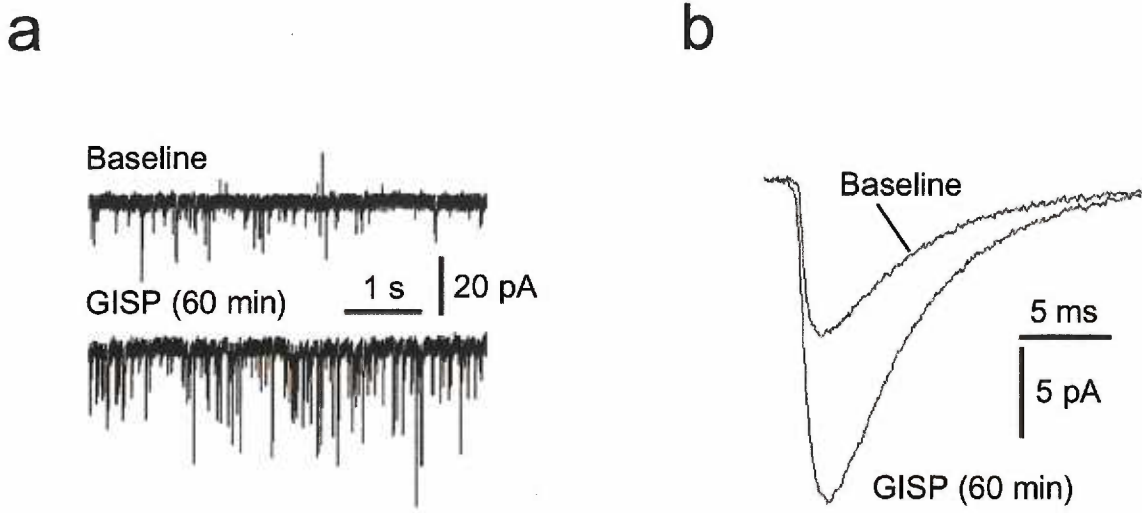 a
Baseline
GISP (60 min)
1 s
20 pA
b
Baseline
5 ms
5 pA
GISP (60 min)